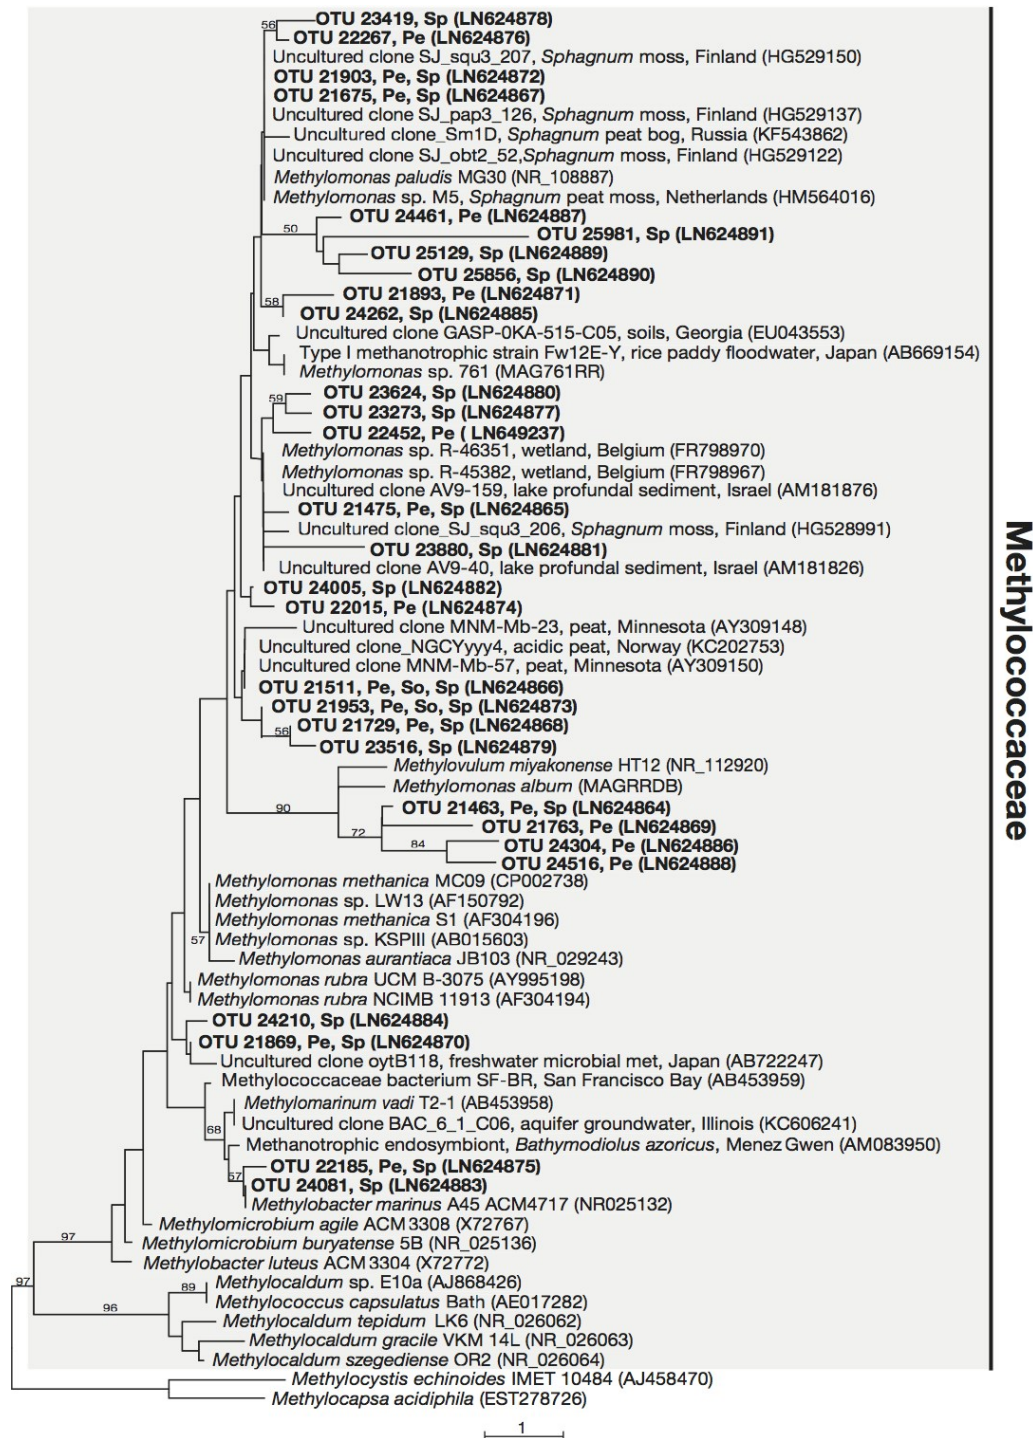 56
OTU 23419, Sp (LN624878)
OTU 22267, Pe (LN624876)
Uncultured clone SJ_squ3_207, Sphagnum moss, Finland (HG529150)
OTU 21903, Pe, Sp (LN624872)
OTU 21675, Pe, Sp (LN624867)
Uncultured clone SJ_pap3_126, Sphagnum moss, Finland (HG529137)
Uncultured clone_Sm1D, Sphagnum peat bog, Russia (KF543862)
Uncultured clone SJ_obt2_52,Sphagnum moss, Finland (HG529122)
Methylomonas paludis MG30 (NR_108887)
Methylomonas sp. M5, Sphagnum peat moss, Netherlands (HM564016)
OTU 24461, Pe (LN624887)
50
OTU 25981, Sp (LN624891)
OTU 25129, Sp (LN624889)
OTU 25856, Sp (LN624890)
OTU 21893, Pe (LN624871)
58
OTU 24262, Sp (LN624885)
Uncultured clone GASP-0KA-515-C05, soils, Georgia (EU043553)
Type I methanotrophic strain Fw12E-Y, rice paddy floodwater, Japan (AB669154)
Methylomonas sp. 761 (MAG761RR)
OTU 23624, Sp (LN624880)
59
OTU 23273, Sp (LN624877)
OTU 22452, Pe ( LN649237)
Methylomonas sp. R-46351, wetland, Belgium (FR798970)
Methylomonas sp. R-45382, wetland, Belgium (FR798967)
Uncultured clone AV9-159, lake profundal sediment, Israel (AM181876)
OTU 21475, Pe, Sp (LN624865)
Uncultured clone_SJ_squ3_206, Sphagnum moss, Finland (HG528991)
OTU 23880, Sp (LN624881)
Uncultured clone AV9-40, lake profundal sediment, Israel (AM181826)
OTU 24005, Sp (LN624882)
OTU 22015, Pe (LN624874)
Uncultured clone MNM-Mb-23, peat, Minnesota (AY309148)
Uncultured clone_NGCYyyy4, acidic peat, Norway (KC202753)
Uncultured clone MNM-Mb-57, peat, Minnesota (AY309150)
OTU 21511, Pe, So, Sp (LN624866)
OTU 21953, Pe, So, Sp (LN624873)
OTU 21729, Pe, Sp (LN624868)
56
OTU 23516, Sp (LN624879)
Methylovulum miyakonense HT12 (NR_112920)
Methylomonas album (MAGRRDB)
90
OTU 21463, Pe, Sp (LN624864)
OTU 21763, Pe (LN624869)
72
84
OTU 24304, Pe (LN624886)
OTU 24516, Pe (LN624888)
Methylomonas methanica MC09 (CP002738)
Methylomonas sp. LW13 (AF150792)
Methylomonas methanica S1 (AF304196)
57
Methylomonas sp. KSPIII (AB015603)
Methylomonas aurantiaca JB103 (NR_029243)
Methylomonas rubra UCM B-3075 (AY995198)
Methylomonas rubra NCIMB 11913 (AF304194)
OTU 24210, Sp (LN624884)
OTU 21869, Pe, Sp (LN624870)
Uncultured clone oytB118, freshwater microbial met, Japan (AB722247)
Methylococcaceae bacterium SF-BR, San Francisco Bay (AB453959)
Methylomarinum vadi T2-1 (AB453958)
68
Uncultured clone BAC_6_1_C06, aquifer groundwater, Illinois (KC606241)
Methanotrophic endosymbiont, Bathymodiolus azoricus, Menez Gwen (AM083950)
OTU 22185, Pe, Sp (LN624875)
57
OTU 24081, Sp (LN624883)
Methylobacter marinus A45 ACM4717 (NR025132)
Methylomicrobium agile ACM 3308 (X72767)
97
Methylomicrobium buryatense 5B (NR_025136)
Methylobacter luteus ACM 3304 (X72772)
97
89
Methylocaldum sp. E10a (AJ868426)
Methylococcus capsulatus Bath (AE017282)
96
Methylocaldum tepidum LK6 (NR_026062)
Methylocaldum gracile VKM 14L (NR_026063)
Methylocaldum szegediense OR2 (NR_026064)
Methylocystis echinoides IMET 10484 (AJ458470)
Methylocapsa acidiphila (EST278726)
1
Methylococcaceae